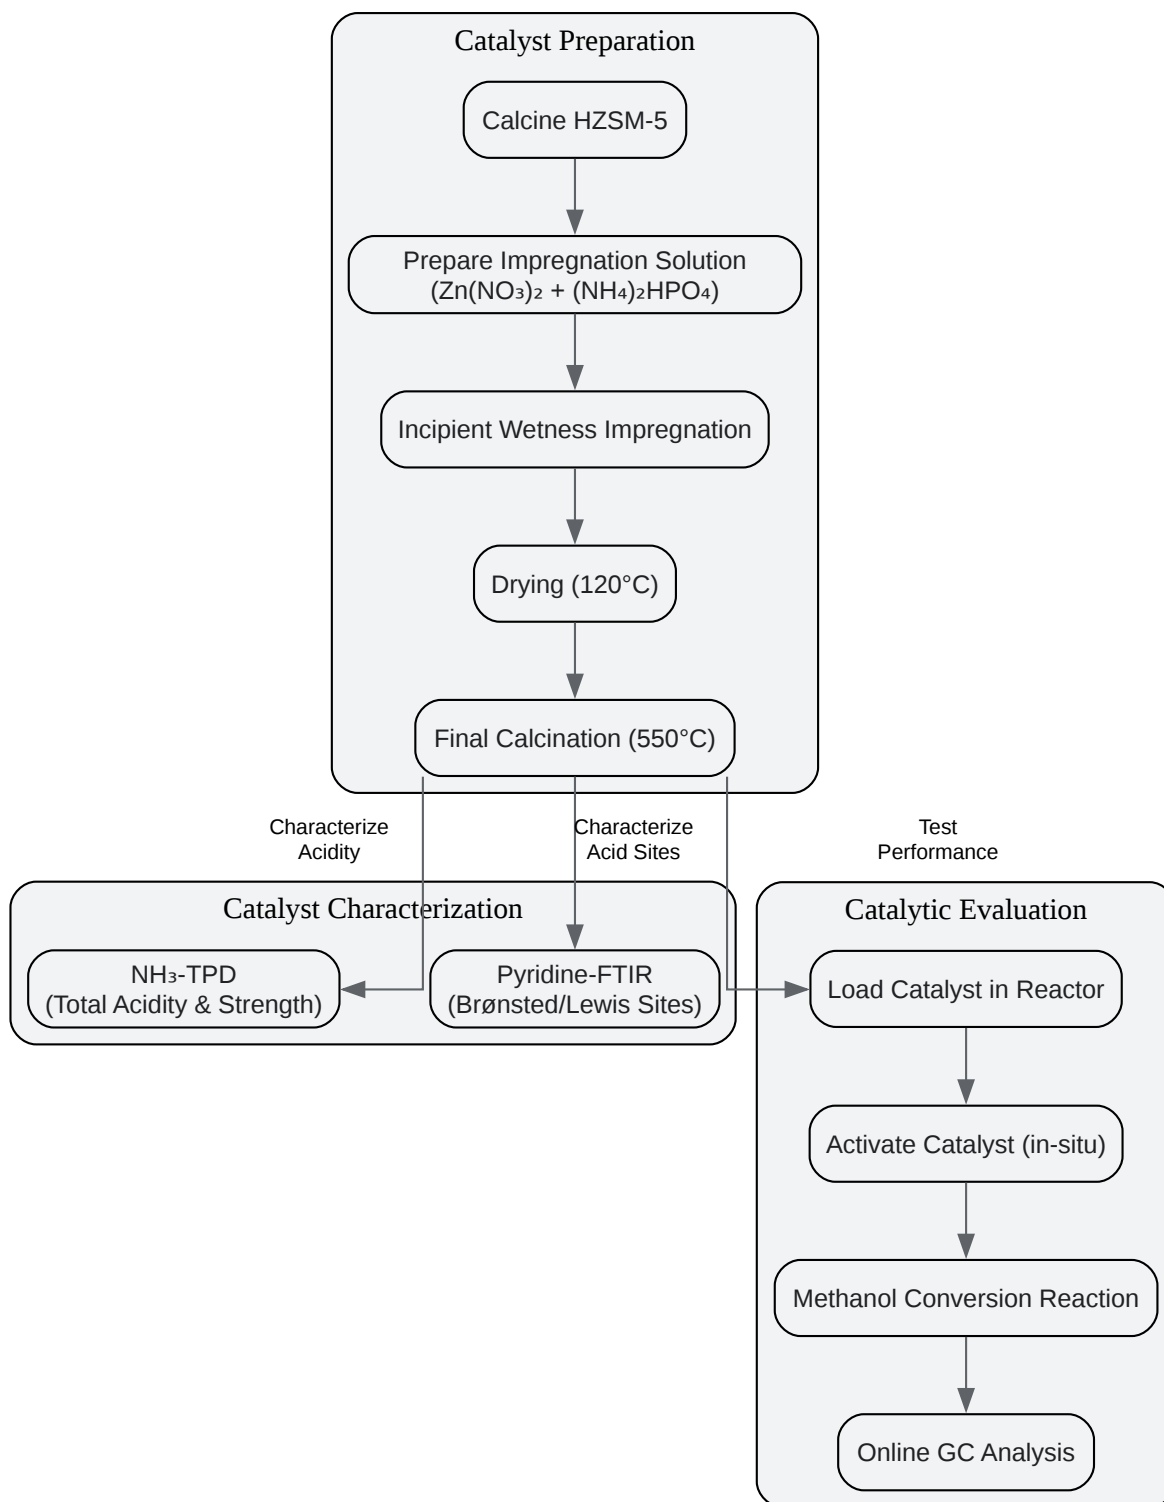 Catalyst Preparation
Calcine HZSM-5
Prepare Impregnation Solution
(Zn(NO₃)₂ + (NH₄)₂HPO₄)
Incipient Wetness Impregnation
Drying (120°C)
Final Calcination (550°C)
Characterize
Acidity
Characterize
Acid Sites
Test
Performance
Catalyst Characterization
NH₃-TPD
(Total Acidity & Strength)
Pyridine-FTIR
(Brønsted/Lewis Sites)
Catalytic Evaluation
Load Catalyst in Reactor
Activate Catalyst (in-situ)
Methanol Conversion Reaction
Online GC Analysis